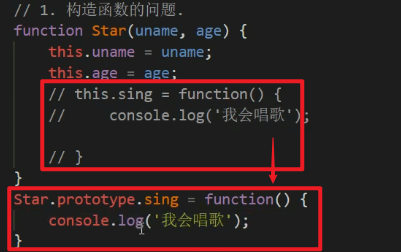 // 1. 构造函数的问题.
function Star(uname, age) {
this.uname = uname;
this.age = age;
// this.sing = function() {
//     console.log('我会唱歌');
// }
}
Star.prototype.sing = function() {
console.log('我会唱歌');
}